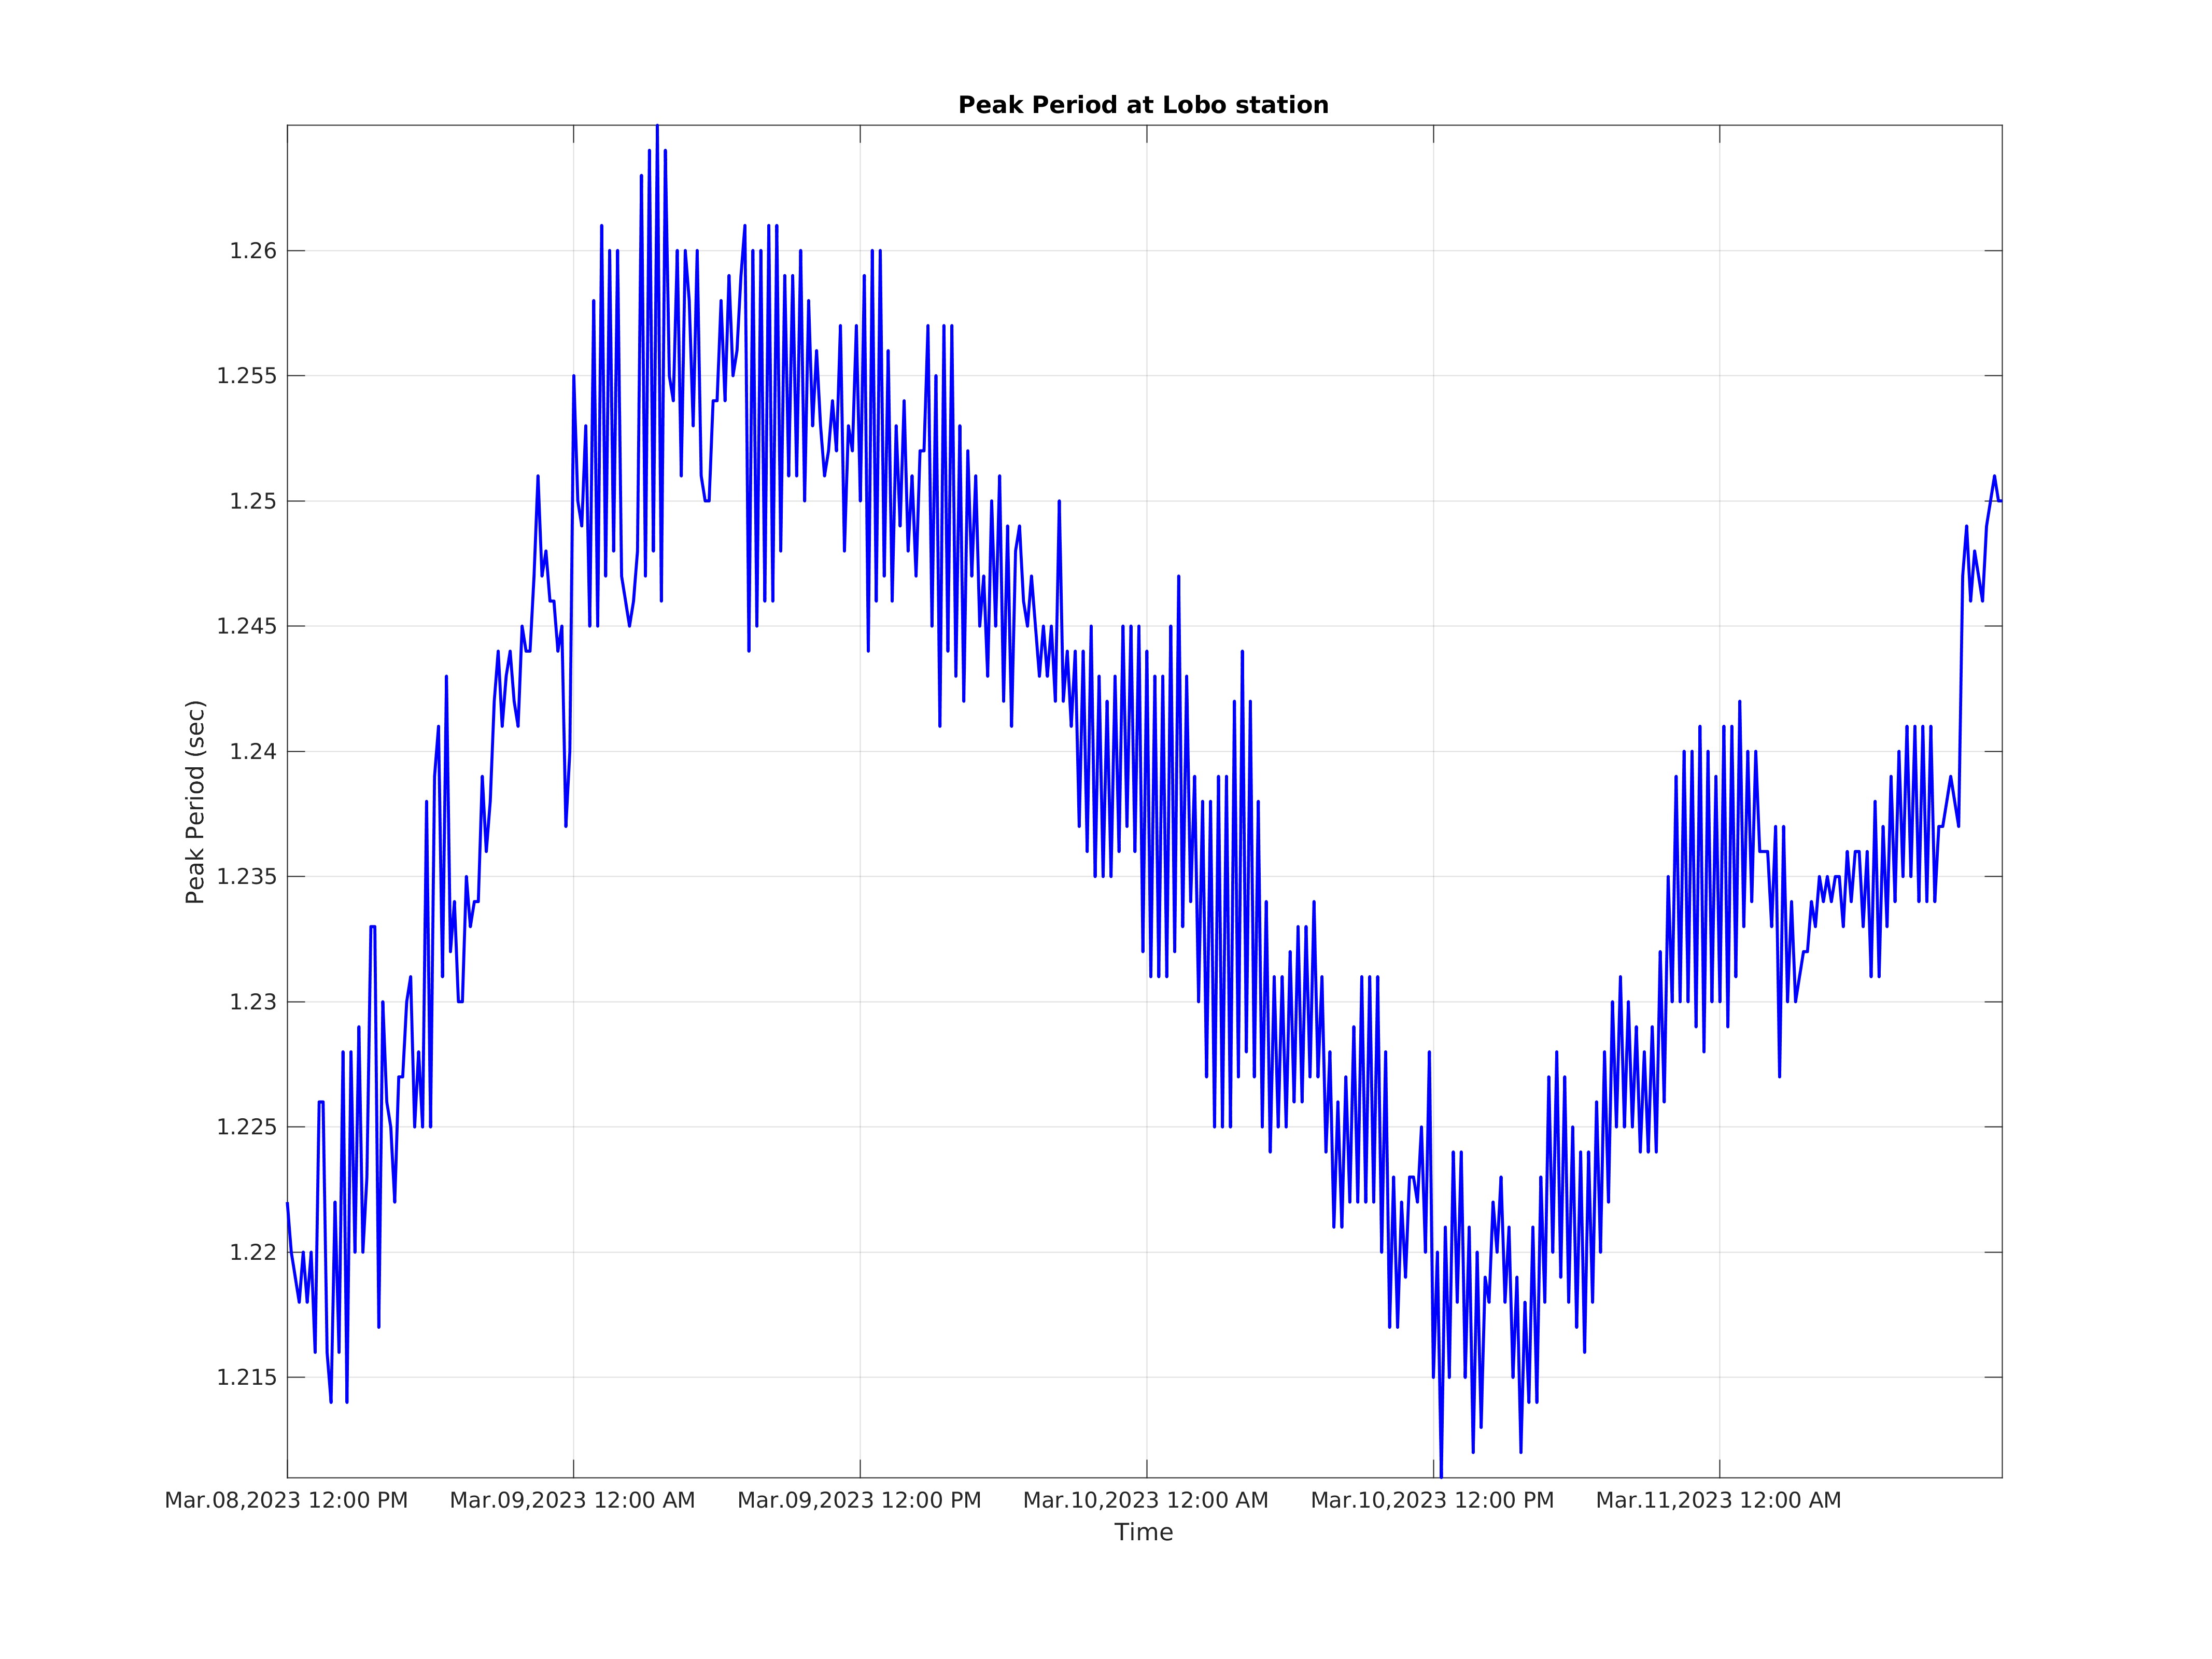 Peak Period at Lobo station
Peak Period (sec)
1.26
1.255
1.25
1.245
1.24
1.235
1.23
1.225
1.22
1.215
Mar.08,2023 12:00 PM
Mar.09,2023 12:00 AM
Mar.09,2023 12:00 PM
Mar.10,2023 12:00 AM
Mar.10,2023 12:00 PM
Mar.11,2023 12:00 AM
Time